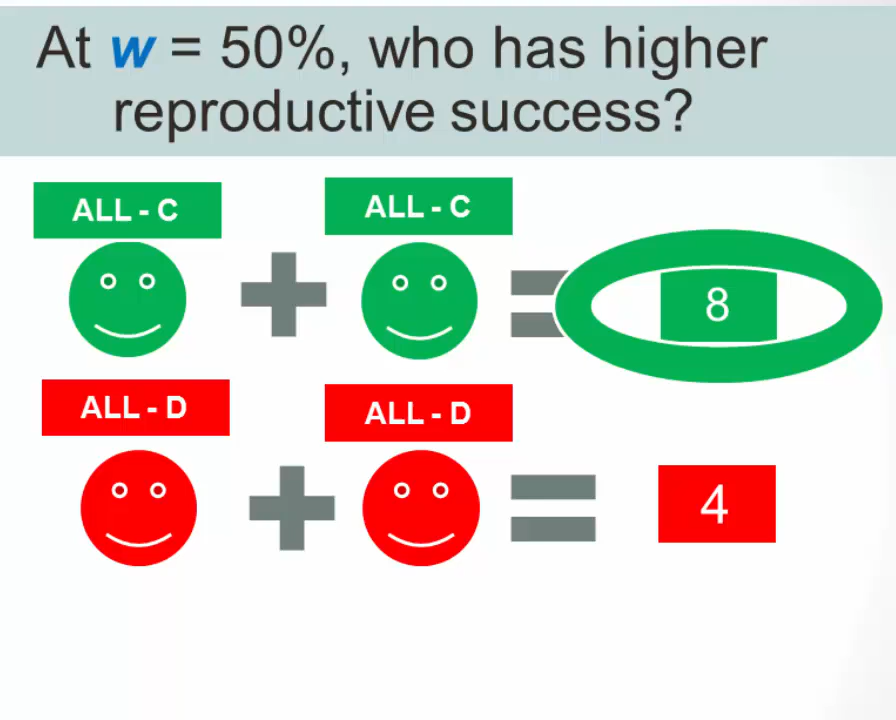 At w = 50%, who has higher
reproductive success?
ALL - C
ALL - C
8
ALL - D
ALL - D
4